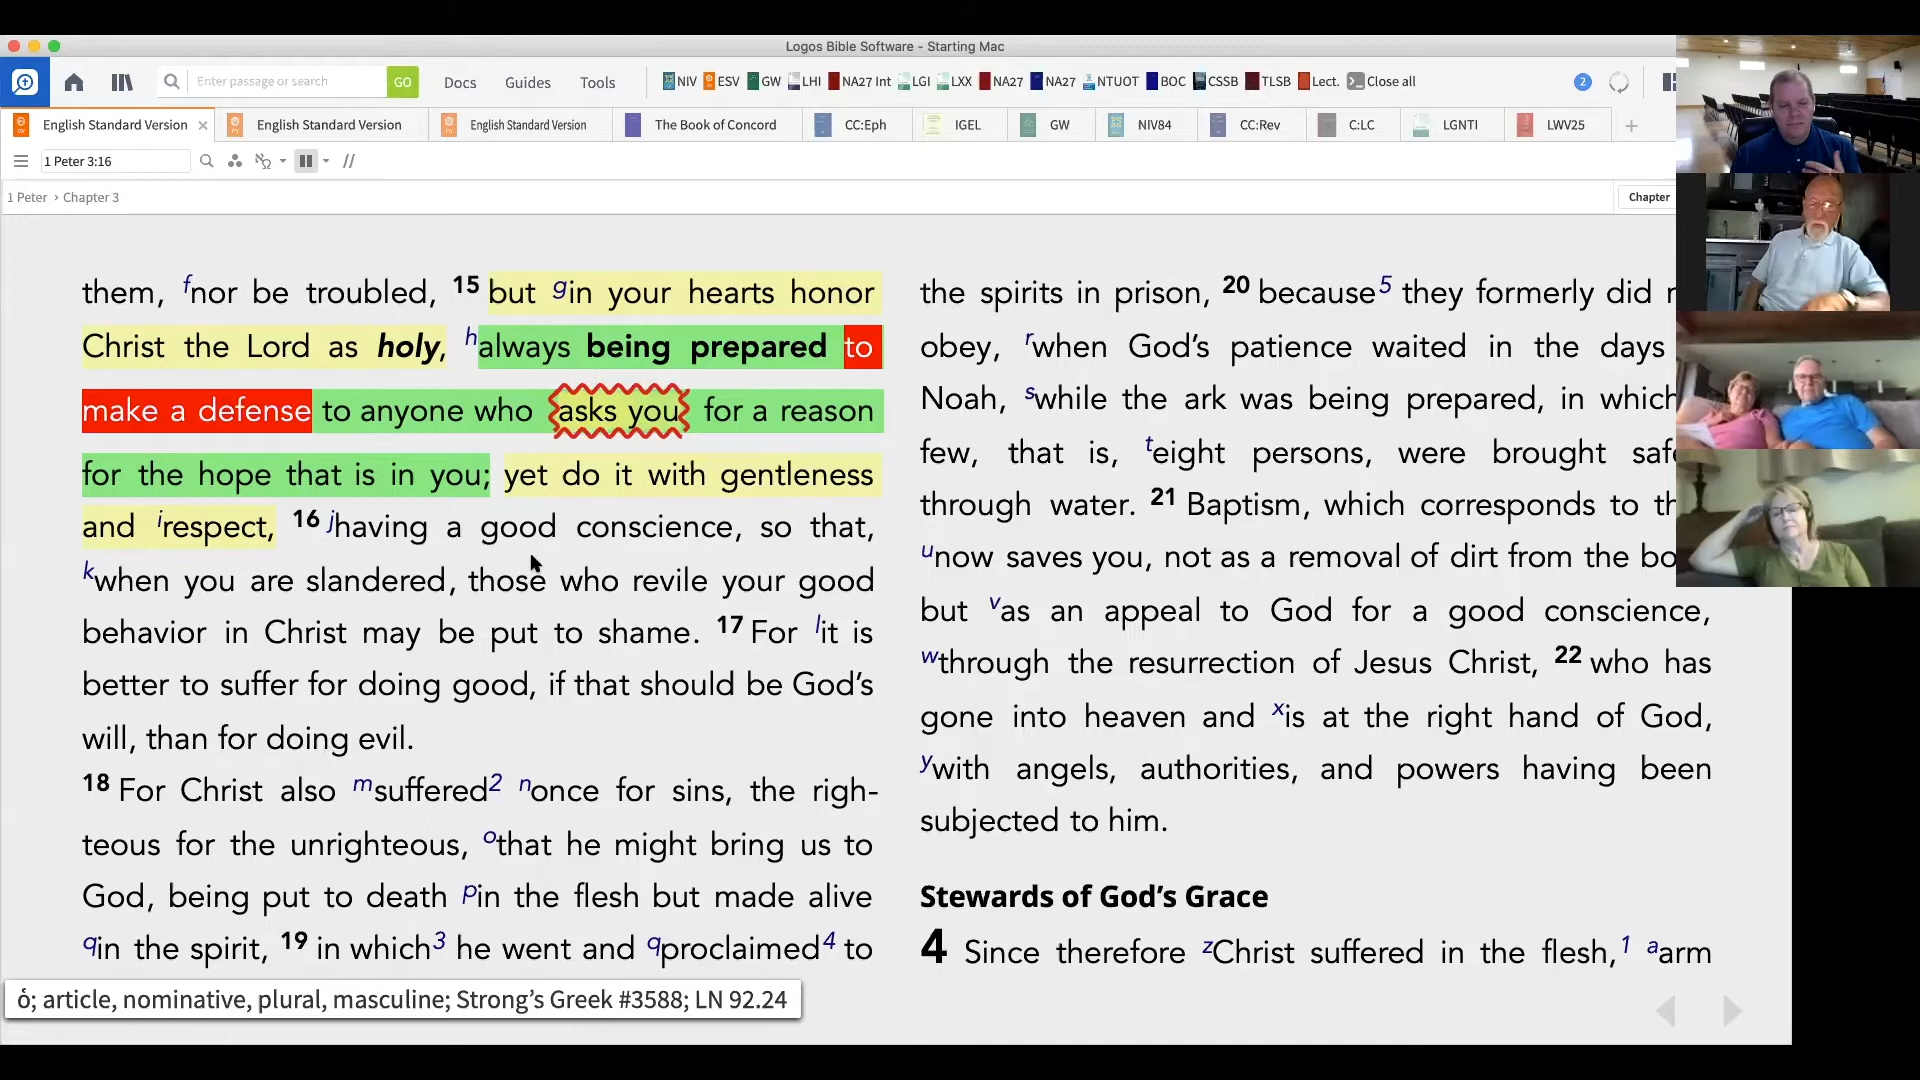 Logos Bible Software - Starting Mac
Enter passage or search
GO
Docs
Guides
Tools
NIV
ESV
GW
LHI
NA27 Int
LGI
LXX
NA27
NA27
NTUOT
BOC
CSSB
TLSB
Lect.
Close all
2
English Standard Version
English Standard Version
English Standard Version
The Book of Concord
CC:Eph
IGEL
GW
NIV84
CC:Rev
C:LC
LGNTI
LWV25
1 Peter 3:16
1 Peter › Chapter 3
Chapter
them, fnor be troubled, 15 but gin your hearts honor
Christ the Lord as holy, halways being prepared to
make a defense to anyone who asks you for a reason
for the hope that is in you; yet do it with gentleness
and irespect, 16 jhaving a good conscience, so that,
kwhen you are slandered, those who revile your good
behavior in Christ may be put to shame. 17 For lit is
better to suffer for doing good, if that should be God's
will, than for doing evil.
18 For Christ also msuffered2 nonce for sins, the righ-
teous for the unrighteous, othat he might bring us to
God, being put to death pin the flesh but made alive
qin the spirit, 19 in which3 he went and qproclaimed4 to
the spirits in prison, 20 because5 they formerly did
obey, rwhen God's patience waited in the days
Noah, swhile the ark was being prepared, in which
few, that is, teight persons, were brought
through water. 21 Baptism, which corresponds to
unow saves you, not as a removal of dirt from the
but vas an appeal to God for a good conscience,
wthrough the resurrection of Jesus Christ, 22 who has
gone into heaven and xis at the right hand of God,
ywith angels, authorities, and powers having been
subjected to him.
Stewards of God's Grace
4 Since therefore zChrist suffered in the flesh,1 aarm
ὁ; article, nominative, plural, masculine; Strong's Greek #3588; LN 92.24